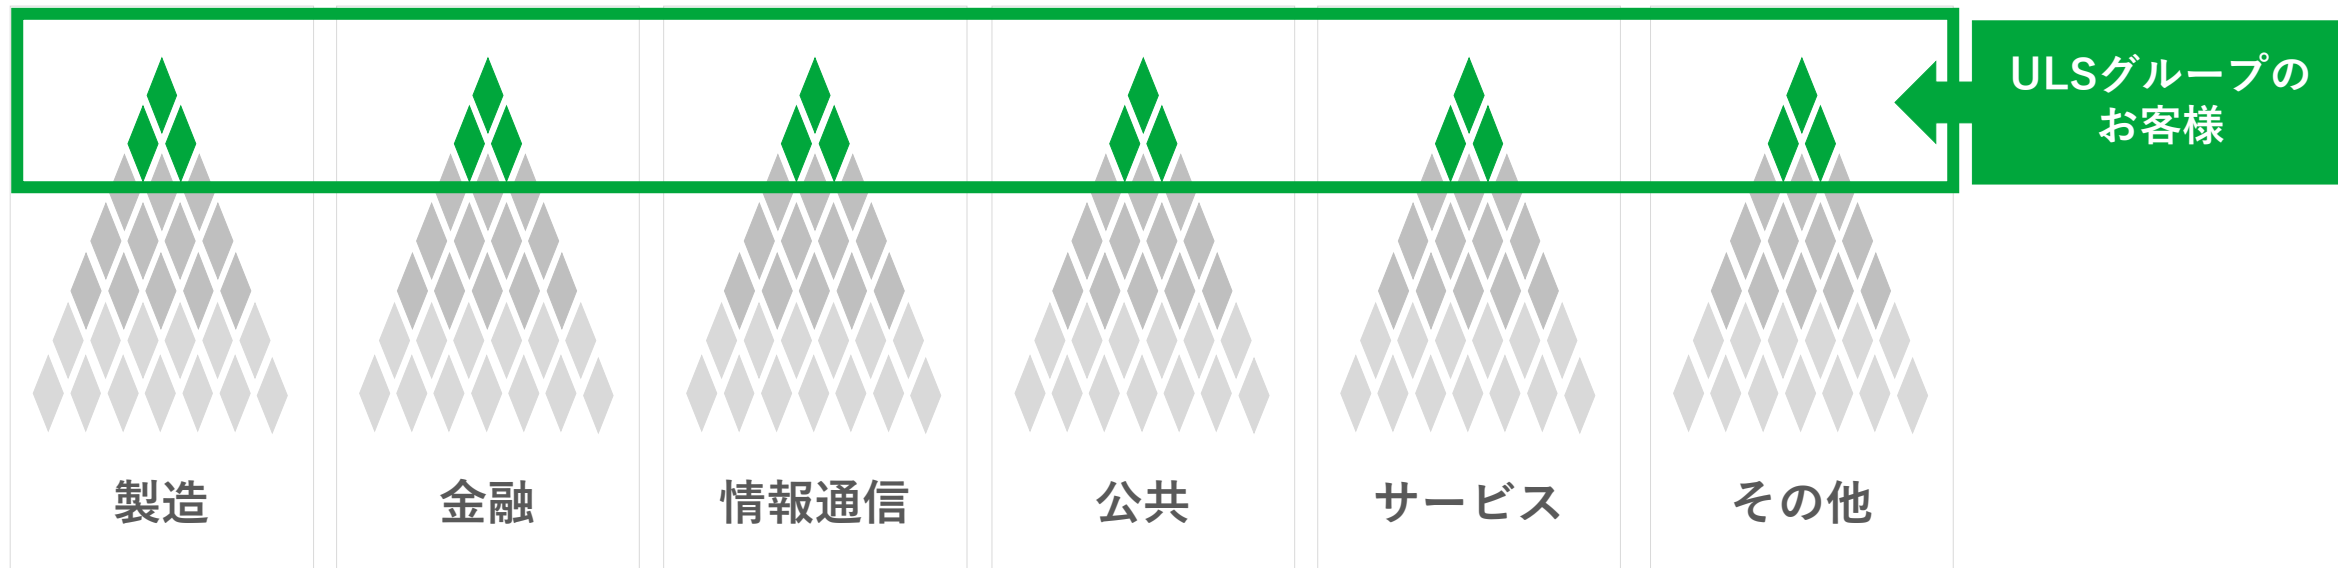 ULSグループの
お客様
製造
金融
情報通信
公共
サービス
その他